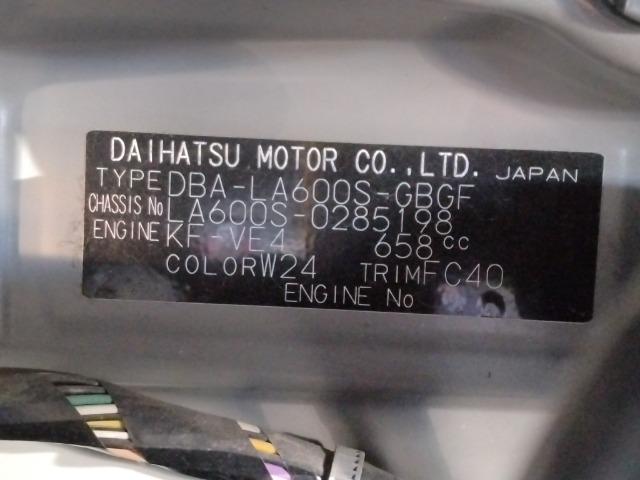 DAIHATSU MOTOR CO.,LTD. JAPAN
TYPE DBA-LA600S-GBGF
CHASSIS No LA600S-0285198
ENGINE KF-VE4 658cc
COLOR W24 TRIM FC40
ENGINE No